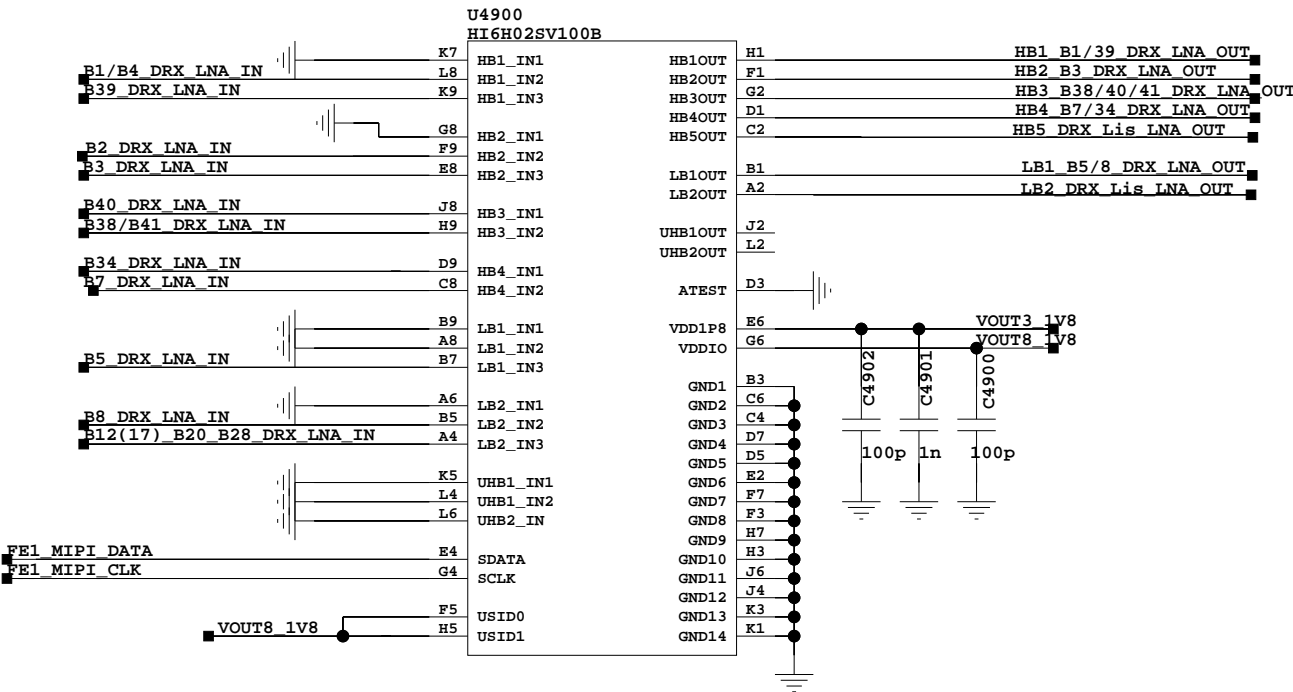 U4900
HI6H02SV100B
K7 HB1_IN1 HB1OUT H1 HB1_B1/39_DRX_LNA_OUT
B1/B4_DRX_LNA_IN L8 HB1_IN2 HB2OUT F1 HB2_B3_DRX_LNA_OUT
B39_DRX_LNA_IN K9 HB1_IN3 HB3OUT G2 HB3_B38/40/41_DRX_LNA_OUT
HB4OUT D1 HB4_B7/34_DRX_LNA_OUT
G8 HB2_IN1 HB5OUT C2 HB5_DRX_Lis_LNA_OUT
B2_DRX_LNA_IN F9 HB2_IN2
B3_DRX_LNA_IN E8 HB2_IN3 LB1OUT B1 LB1_B5/8_DRX_LNA_OUT
LB2OUT A2 LB2_DRX_Lis_LNA_OUT
B40_DRX_LNA_IN J8 HB3_IN1
B38/B41_DRX_LNA_IN H9 HB3_IN2 UHB1OUT J2
UHB2OUT L2
B34_DRX_LNA_IN D9 HB4_IN1
B7_DRX_LNA_IN C8 HB4_IN2 ATEST D3
B9 LB1_IN1 VDD1P8 E6 VOUT3_1V8
A8 LB1_IN2 VDDIO G6 VOUT8_1V8
B5_DRX_LNA_IN B7 LB1_IN3
C4902 C4901 C4900
GND1 B3
A6 LB2_IN1 GND2 C6
B8_DRX_LNA_IN B5 LB2_IN2 GND3 C4
B12(17)_B20_B28_DRX_LNA_IN A4 LB2_IN3 GND4 D7
100p 1n 100p
GND5 D5
K5 UHB1_IN1 GND6 E2
L4 UHB1_IN2 GND7 F7
L6 UHB2_IN GND8 F3
GND9 H7
FE1_MIPI_DATA E4 SDATA GND10 H3
FE1_MIPI_CLK G4 SCLK GND11 J6
GND12 J4
F5 USID0 GND13 K3
VOUT8_1V8 H5 USID1 GND14 K1